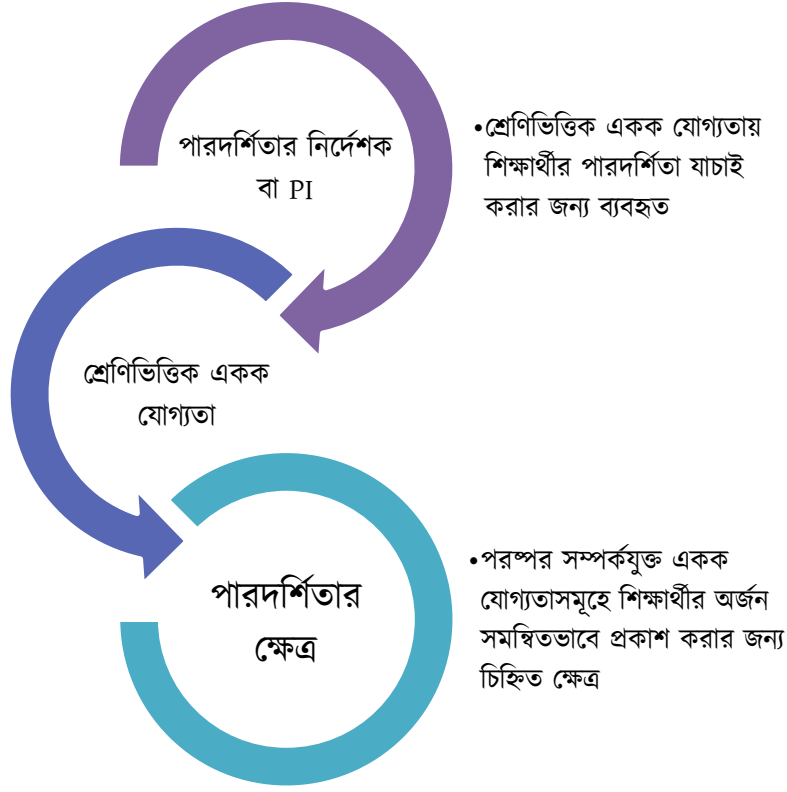 পারদর্শিতার নির্দেশক
বা PI
•শ্রেণিভিত্তিক একক যোগ্যতায়
শিক্ষার্থীর পারদর্শিতা যাচাই
করার জন্য ব্যবহৃত
শ্রেণিভিত্তিক একক
যোগ্যতা
পারদর্শিতার
ক্ষেত্র
•পরষ্পর সম্পর্কযুক্ত একক
যোগ্যতাসমূহে শিক্ষার্থীর অর্জন
সমন্বিতভাবে প্রকাশ করার জন্য
চিহ্নিত ক্ষেত্র